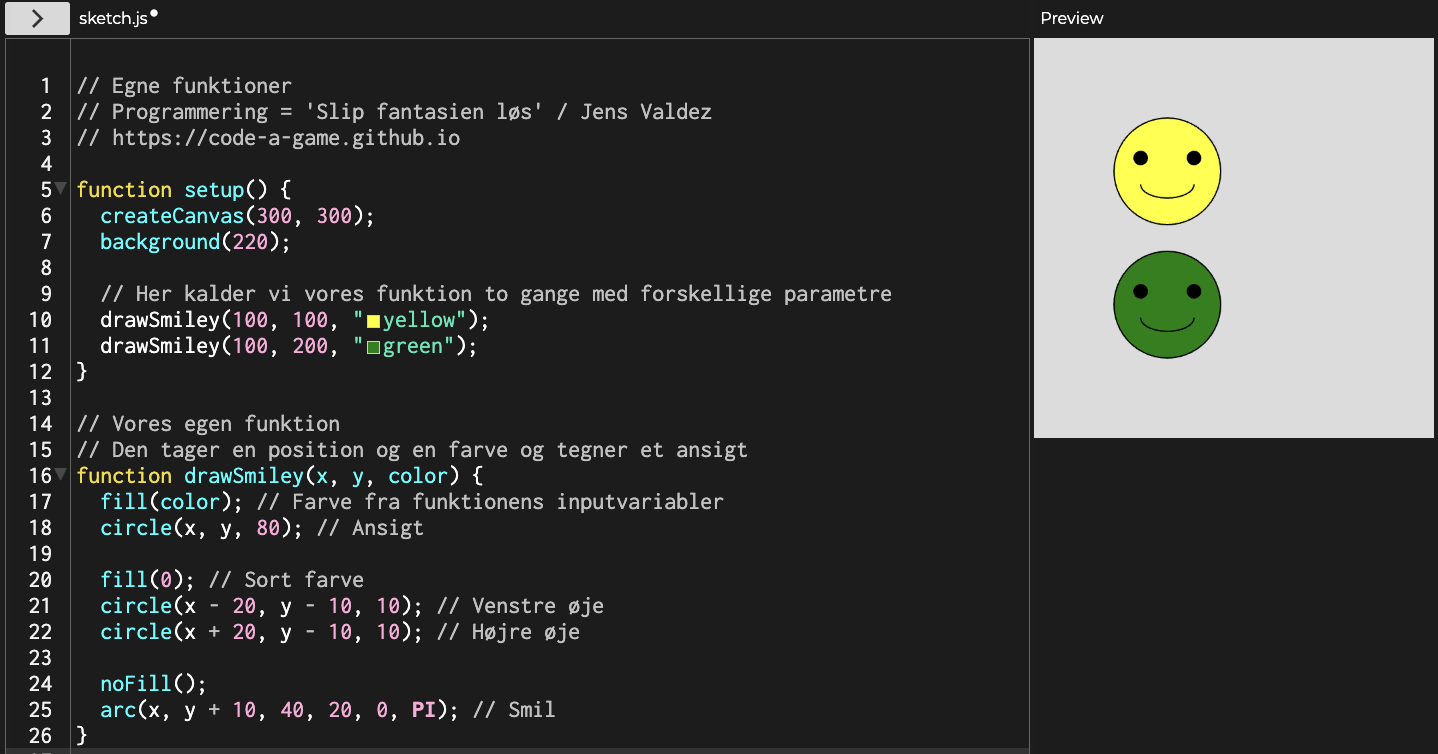 sketch.js
Preview
1 // Egne funktioner
2 // Programmering = 'Slip fantasien løs' / Jens Valdez
3 // https://code-a-game.github.io
4
5 function setup() {
6   createCanvas(300, 300);
7   background(220);
8
9   // Her kalder vi vores funktion to gange med forskellige parametre
10   drawSmiley(100, 100, "yellow");
11   drawSmiley(100, 200, "green");
12 }
13
14 // Vores egen funktion
15 // Den tager en position og en farve og tegner et ansigt
16 function drawSmiley(x, y, color) {
17   fill(color); // Farve fra funktionens inputvariabler
18   circle(x, y, 80); // Ansigt
19
20   fill(0); // Sort farve
21   circle(x - 20, y - 10, 10); // Venstre øje
22   circle(x + 20, y - 10, 10); // Højre øje
23
24   noFill();
25   arc(x, y + 10, 40, 20, 0, PI); // Smil
26 }